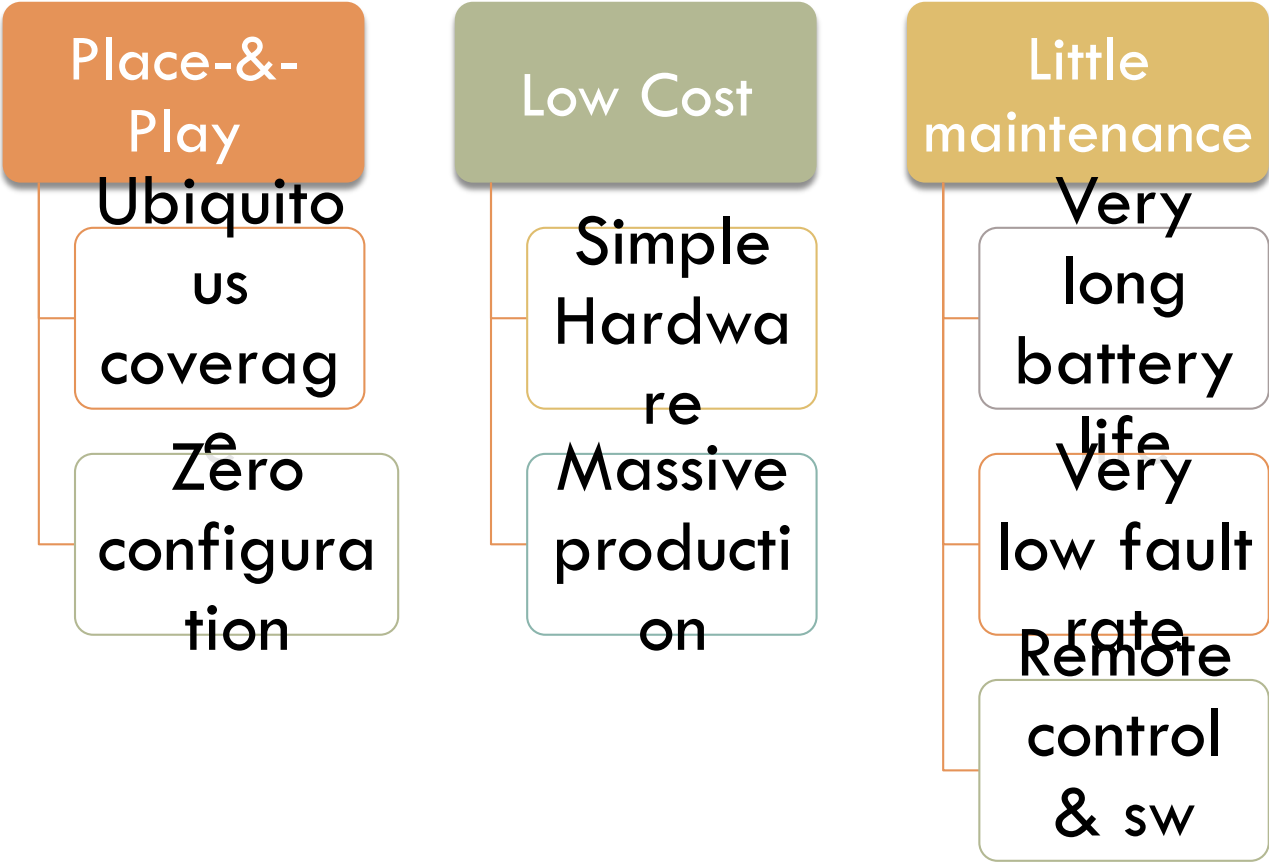 Place-&-
Play
Ubiquito
us
coverag
e
Zero
configura
tion
Low Cost
Simple
Hardwa
re
Massive
producti
on
Little
maintenance
Very
long
battery
life
Very
low fault
rate
Remote
control
& sw